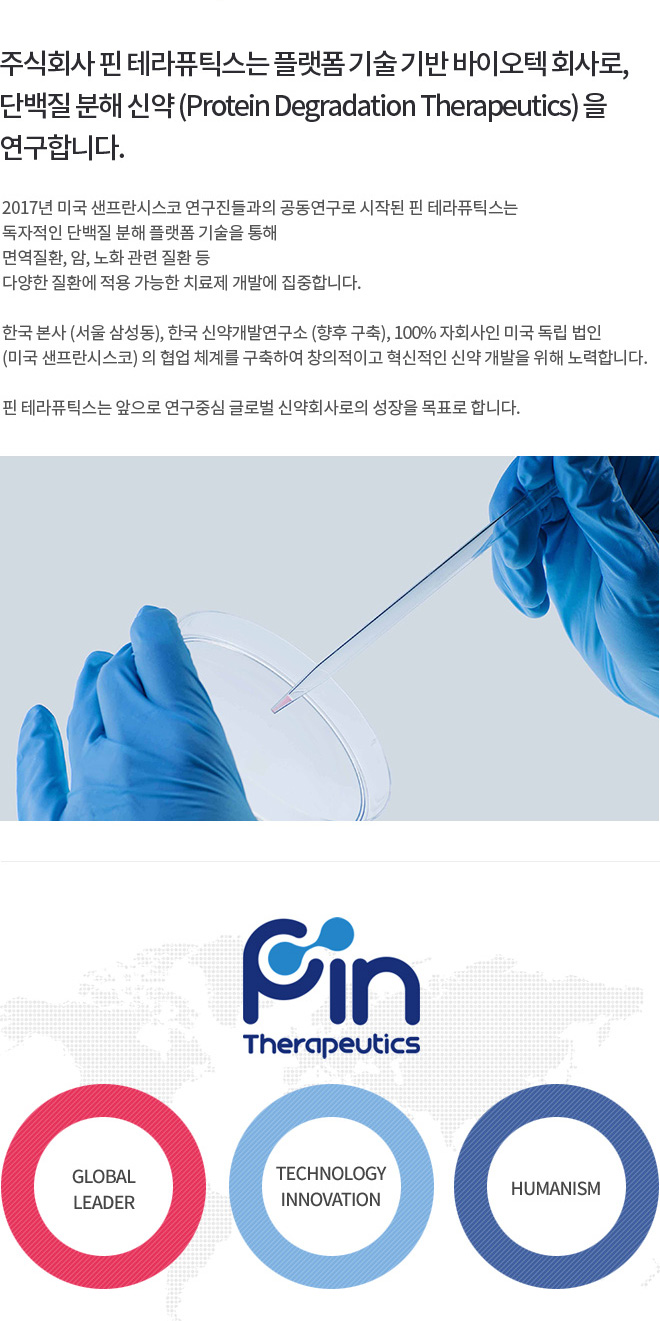 주식회사 핀 테라퓨틱스는 플랫폼 기술 기반 바이오텍 회사로,
단백질 분해 신약 (Protein Degradation Therapeutics) 을
연구합니다.
2017년 미국 샌프란시스코 연구진들과의 공동연구로 시작된 핀 테라퓨틱스는
독자적인 단백질 분해 플랫폼 기술을 통해
면역질환, 암, 노화 관련 질환 등
다양한 질환에 적용 가능한 치료제 개발에 집중합니다.
한국 본사 (서울 삼성동), 한국 신약개발연구소 (향후 구축), 100% 자회사인 미국 독립 법인
(미국 샌프란시스코) 의 협업 체계를 구축하여 창의적이고 혁신적인 신약 개발을 위해 노력합니다.
핀 테라퓨틱스는 앞으로 연구중심 글로벌 신약회사로의 성장을 목표로 합니다.
Pin
Therapeutics
GLOBAL
LEADER
TECHNOLOGY
INNOVATION
HUMANISM